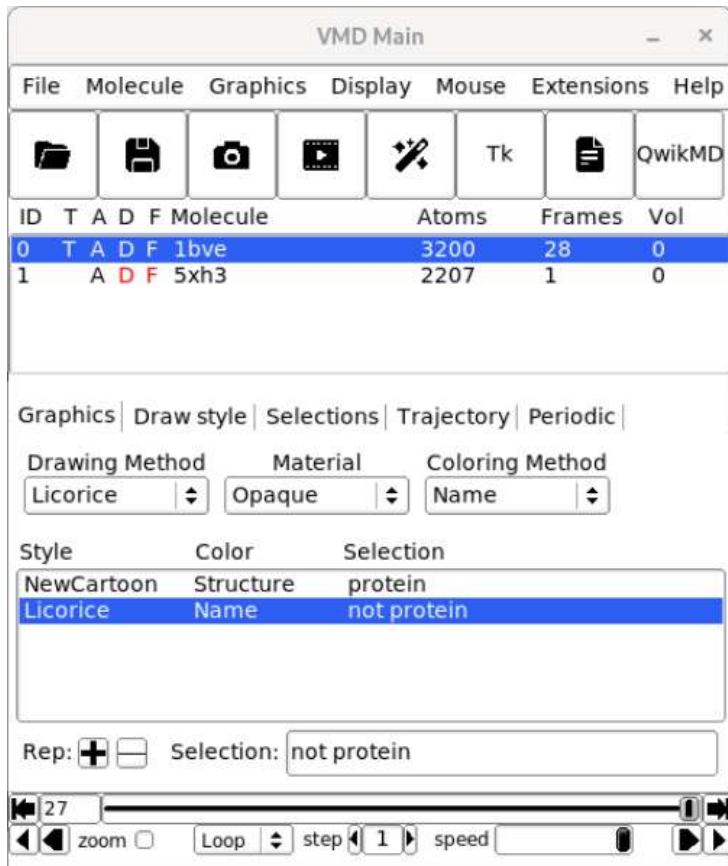 VMD Main
File Molecule Graphics Display Mouse Extensions Help
Tk QwikMD
ID T A D F Molecule Atoms Frames Vol
0 T A D F 1bve 3200 28 0
1 A D F 5xh3 2207 1 0
Graphics Draw style Selections Trajectory Periodic
Drawing Method Material Coloring Method
Licorice Opaque Name
Style Color Selection
NewCartoon Structure protein
Licorice Name not protein
Rep: Selection: not protein
27
zoom Loop step 1 speed